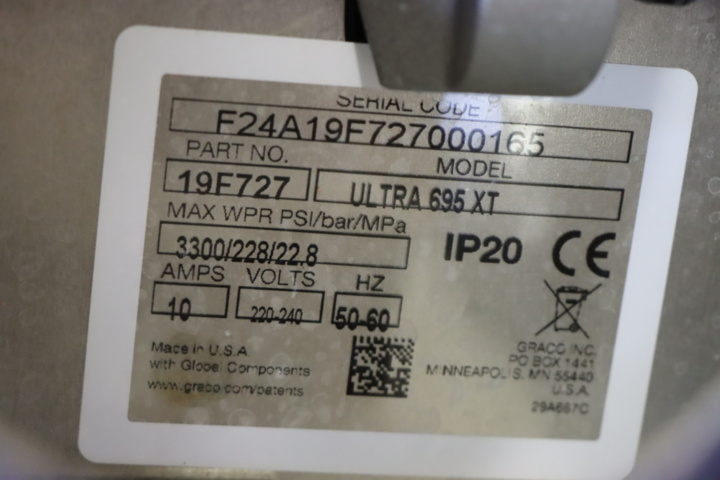 SERIAL CODE
F24A19F727000165
PART NO. MODEL
19F727 ULTRA 695 XT
MAX WPR PSI/bar/MPa
3300/228/22.8 IP20 CE
AMPS VOLTS HZ
10 220-240 50-60
Made in U.S.A.
with Global Components
www.graco.com/patents
GRACO INC.
PO BOX 1441
MINNEAPOLIS, MN 55440
U.S.A.
29A667C